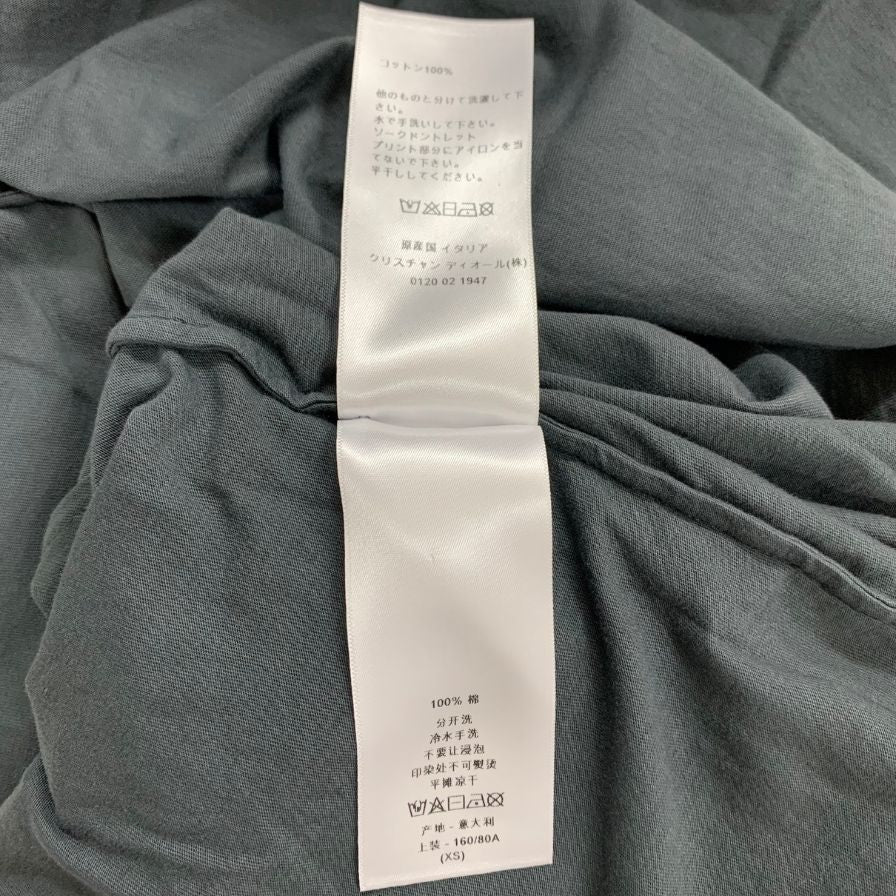 コットン100%
他のものと分けて洗濯して下
さい。
水で手洗いして下さい。
ソークドントレット
プリント部分にアイロンを当
てないで下さい。
平干ししてください。
原産国 イタリア
クリスチャン ディオール(株)
0120 02 1947
100% 棉
分开洗
冷水手洗
不要让浸泡
印染处不可熨烫
平摊凉干
产地 - 意大利
上装 - 160/80A
(XS)